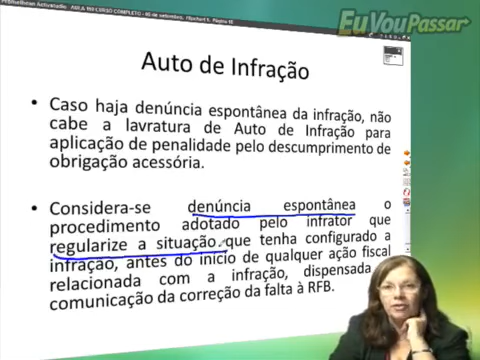 EuVouPassar
Auto de Infração
• Caso haja denúncia espontânea da infração, não
cabe a lavratura de Auto de Infração para
aplicação de penalidade pelo descumprimento de
obrigação acessória.
• Considera-se denúncia espontânea o
procedimento adotado pelo infrator que
regularize a situação que tenha configurado a
infração, antes do início de qualquer ação fiscal
relacionada com a infração, dispensada a
comunicação da correção da falta à RFB.